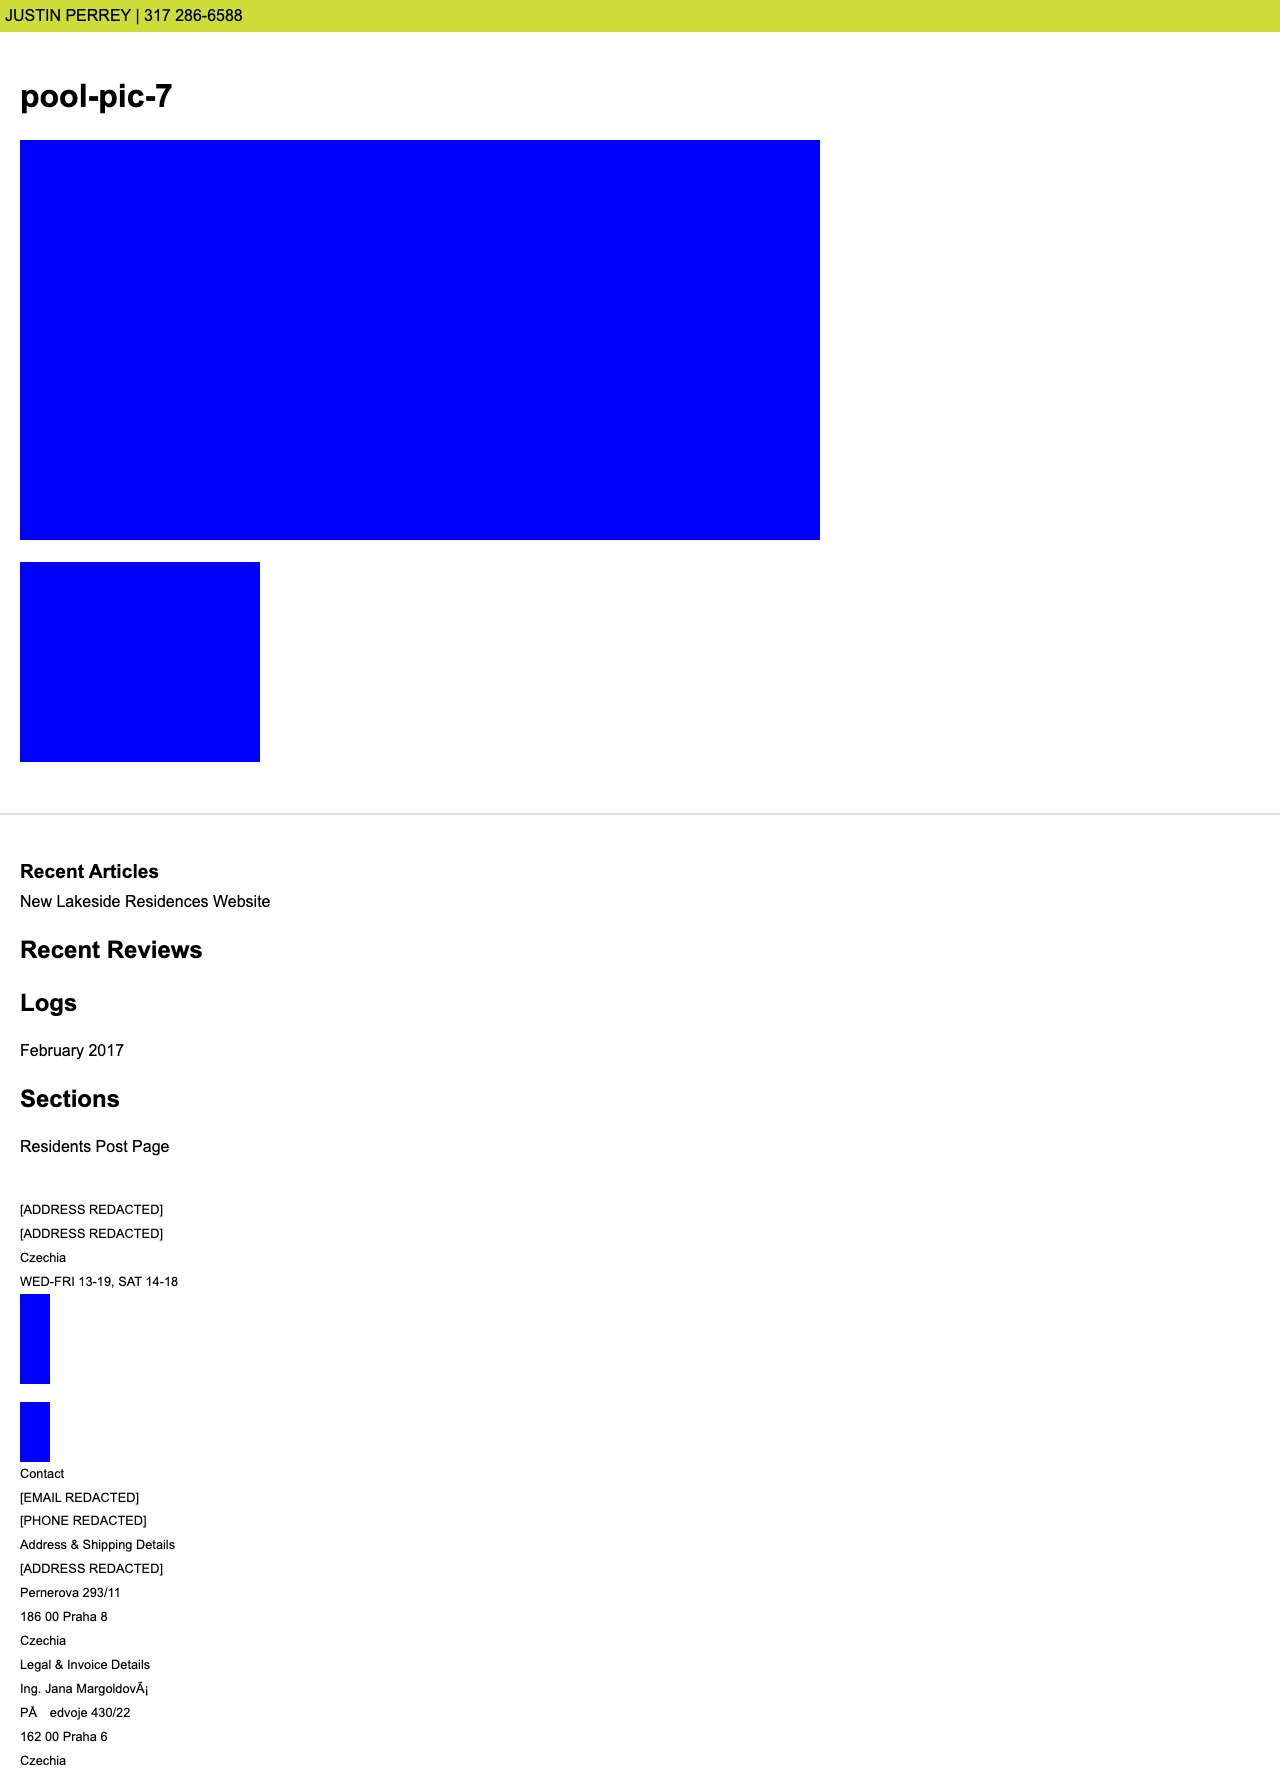 JUSTIN PERREY | 317 286-6588
pool-pic-7
Recent Articles
New Lakeside Residences Website
Recent Reviews
Logs
February 2017
Sections
Residents Post Page
[ADDRESS REDACTED]
[ADDRESS REDACTED]
Czechia
WED-FRI 13-19, SAT 14-18
Contact
[EMAIL REDACTED]
[PHONE REDACTED]
Address & Shipping Details
[ADDRESS REDACTED]
Pernerova 293/11
186 00 Praha 8
Czechia
Legal & Invoice Details
Ing. Jana MargoldovÃ¡
PÅ edvoje 430/22
162 00 Praha 6
Czechia